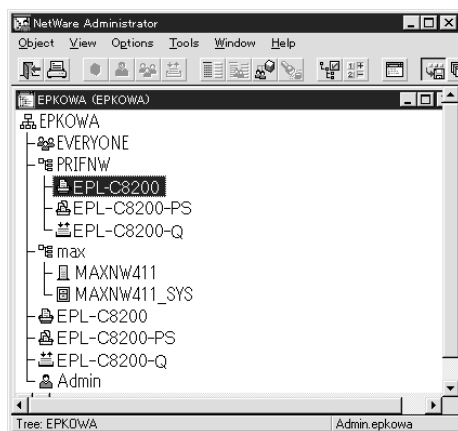 NetWare Administrator
Object View Options Tools Window Help
EPKOWA (EPKOWA)
EPKOWA
EVERYONE
PRIFNW
EPL-C8200
EPL-C8200-PS
EPL-C8200-Q
max
MAXNW411
MAXNW411_SYS
EPL-C8200
EPL-C8200-PS
EPL-C8200-Q
Admin
Tree: EPKOWA Admin.epkowa